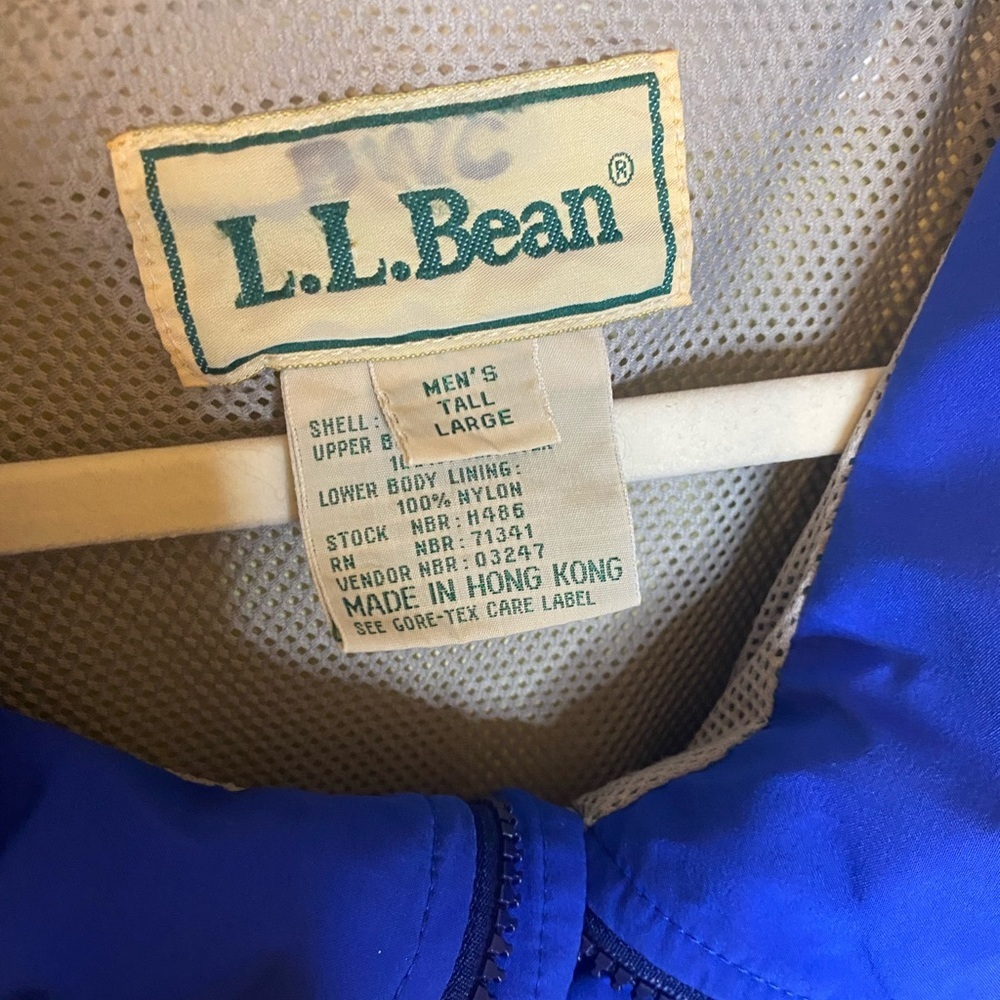 RWC
L.L.Bean®
MEN'S
TALL
LARGE
SHELL:
UPPER
LOWER BODY LINING:
100% NYLON
STOCK NBR: H486
RN NBR: 71341
VENDOR NBR: 03247
MADE IN HONG KONG
SEE GORE-TEX CARE LABEL